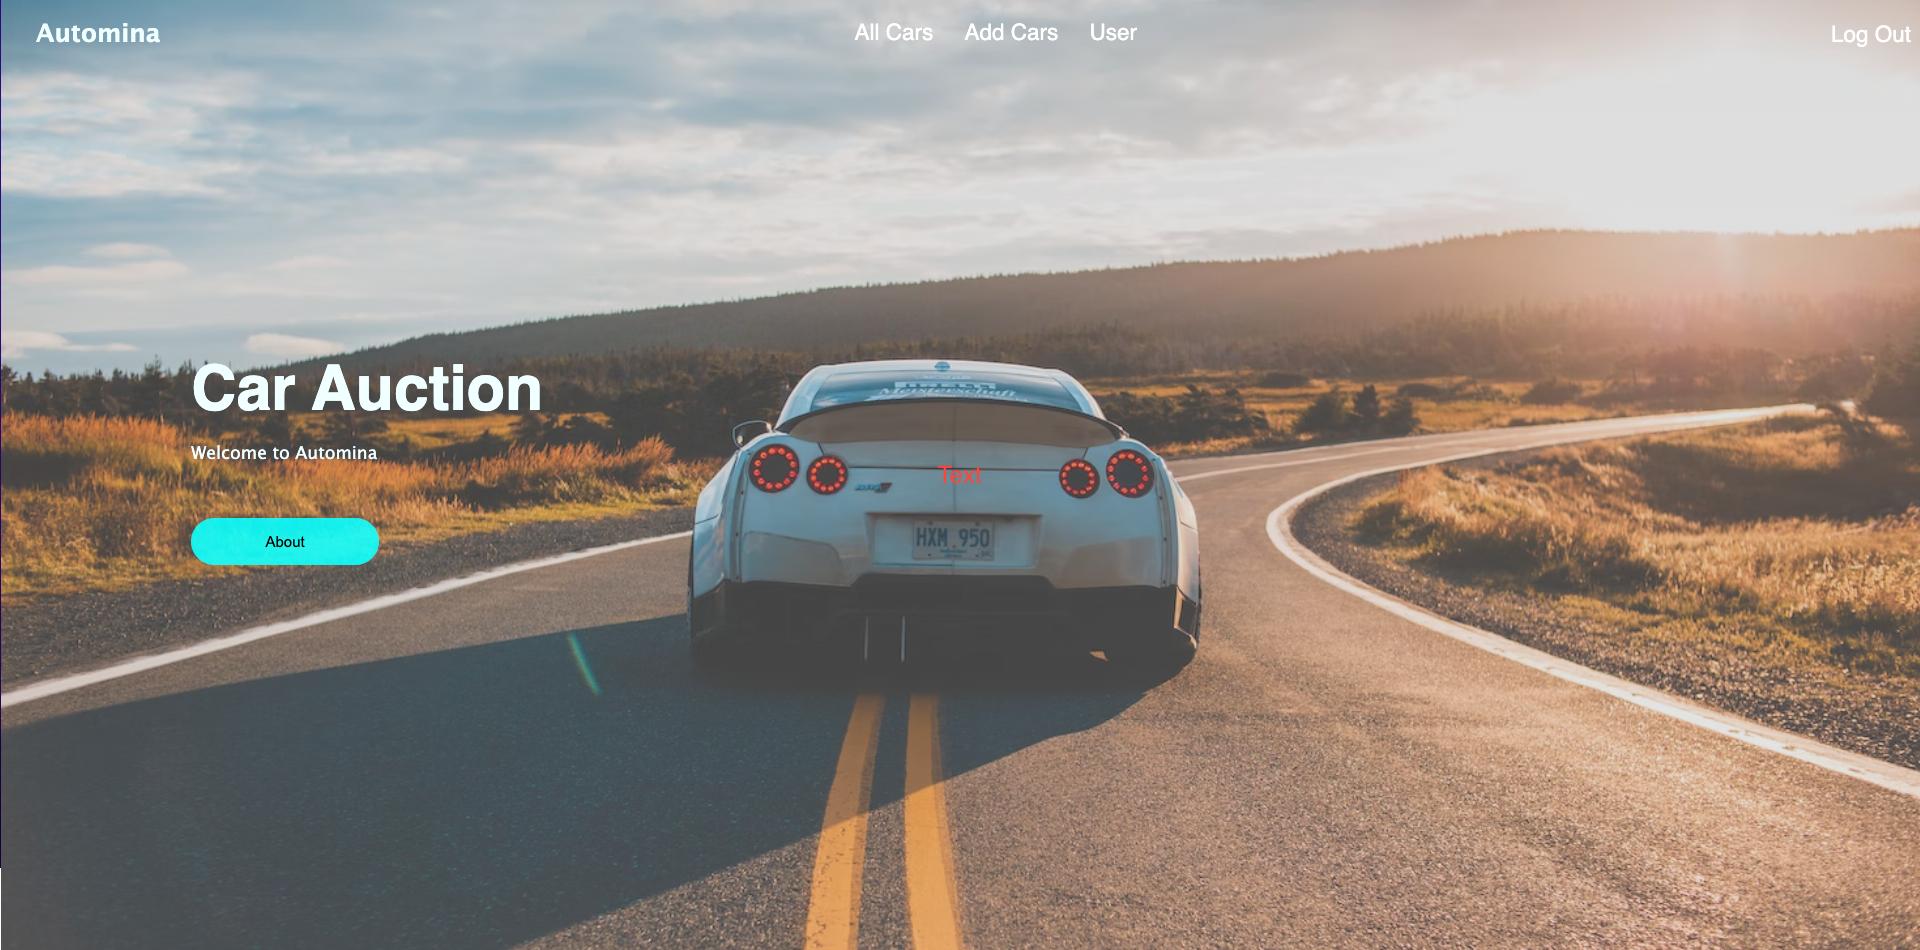 Automina
All Cars
Add Cars
User
Log Out
Car Auction
Welcome to Automina
About
Text
HXM 950